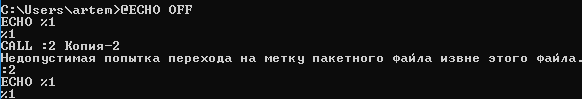 C:\Users\artem>@ECHO OFF
ECHO %1
%1
CALL :2 Копия-2
Недопустимая попытка перехода на метку пакетного файла извне этого файла.
:2
ECHO %1
%1